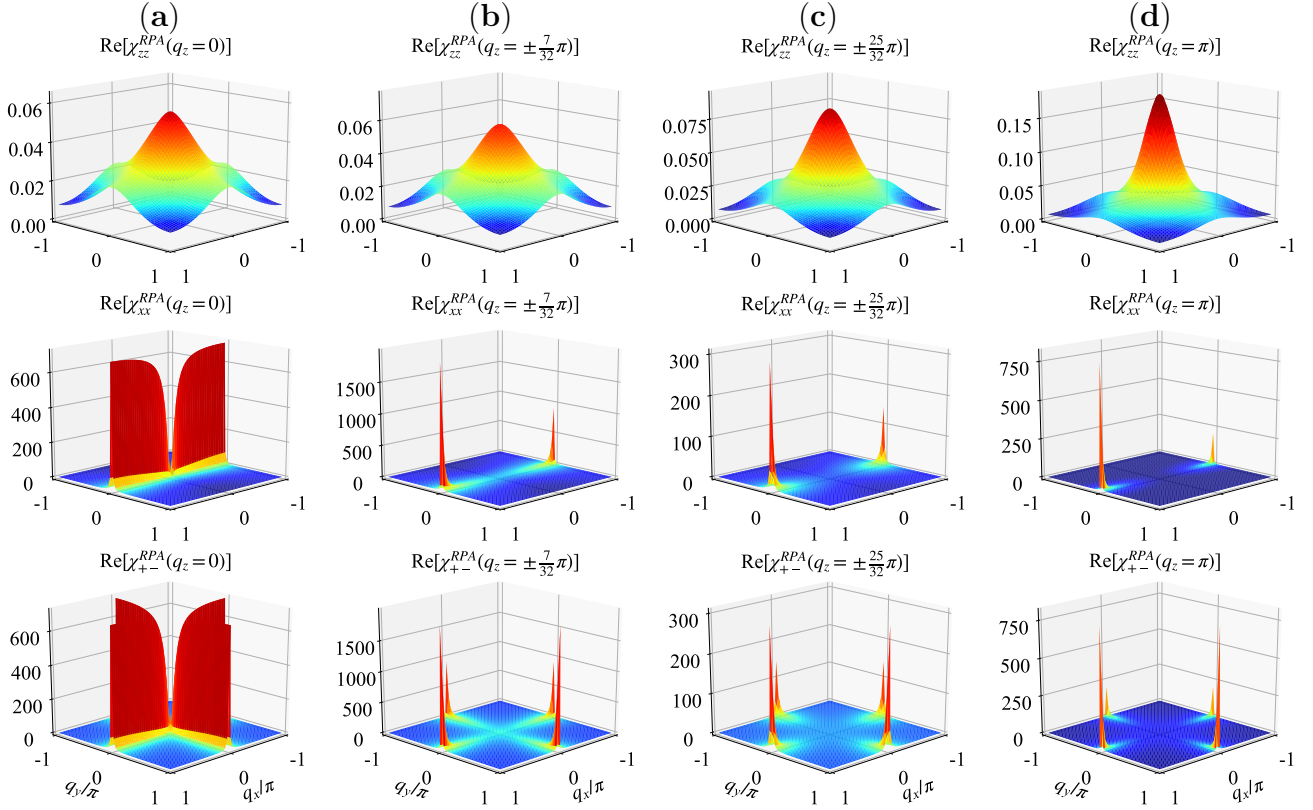 (a) (b) (c) (d)
Re[χ_zz^RPA(q_z = 0)] Re[χ_zz^RPA(q_z = ± 7/32 π)] Re[χ_zz^RPA(q_z = ± 25/32 π)] Re[χ_zz^RPA(q_z = π)]
0.06 0.04 0.02 0.00 -1 0 1 1 0 -1
0.06 0.04 0.02 0.00 -1 0 1 1 0 -1
0.075 0.050 0.025 0.000 -1 0 1 1 0 -1
0.15 0.10 0.05 0.00 -1 0 1 1 0 -1
Re[χ_xx^RPA(q_z = 0)] Re[χ_xx^RPA(q_z = ± 7/32 π)] Re[χ_xx^RPA(q_z = ± 25/32 π)] Re[χ_xx^RPA(q_z = π)]
600 400 200 0 -1 0 1 1 0 -1
1500 1000 500 0 -1 0 1 1 0 -1
300 200 100 0 -1 0 1 1 0 -1
750 500 250 0 -1 0 1 1 0 -1
Re[χ_+−^RPA(q_z = 0)] Re[χ_+−^RPA(q_z = ± 7/32 π)] Re[χ_+−^RPA(q_z = ± 25/32 π)] Re[χ_+−^RPA(q_z = π)]
600 400 200 0 -1 0 1 1 0 -1 q_y/π q_x|π
1500 1000 500 0 -1 0 1 1 0 -1 q_y/π q_x|π
300 200 100 0 -1 0 1 1 0 -1 q_y/π q_x|π
750 500 250 0 -1 0 1 1 0 -1 q_y/π q_x|π